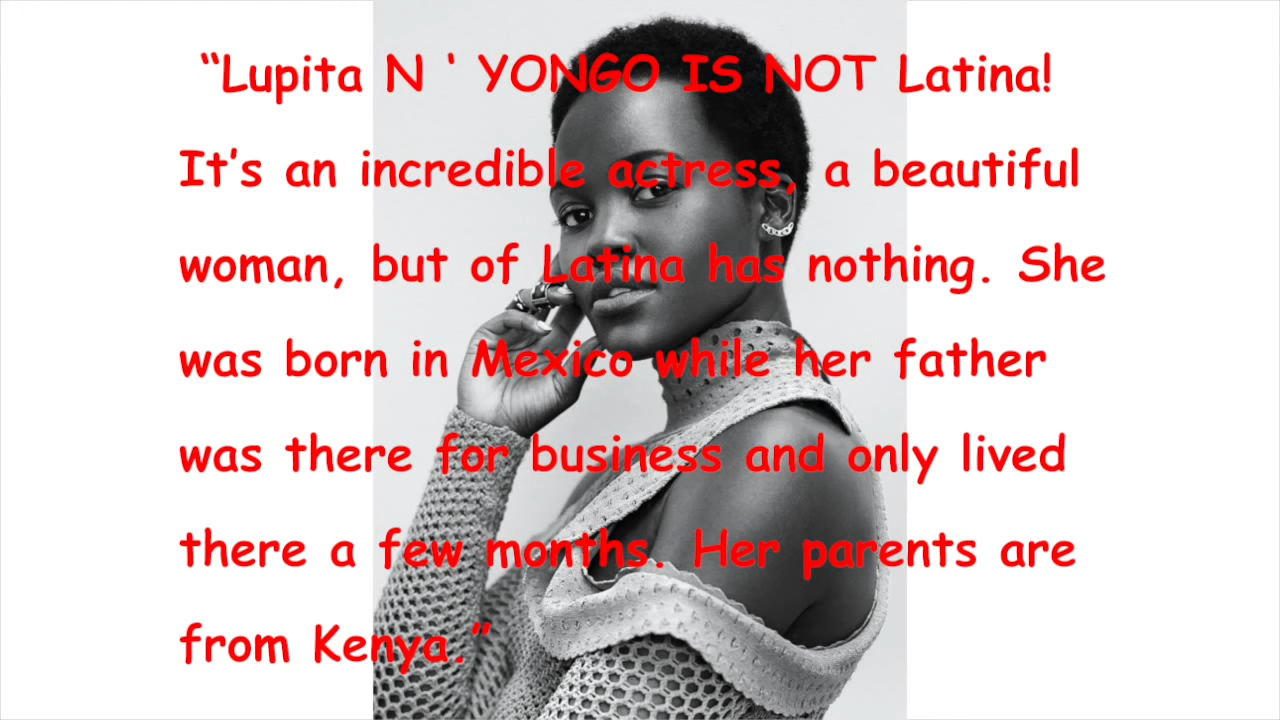 “Lupita N ‘ YONGO IS NOT Latina!
It’s an incredible actress, a beautiful
woman, but of Latina has nothing. She
was born in Mexico while her father
was there for business and only lived
there a few months. Her parents are
from Kenya.”